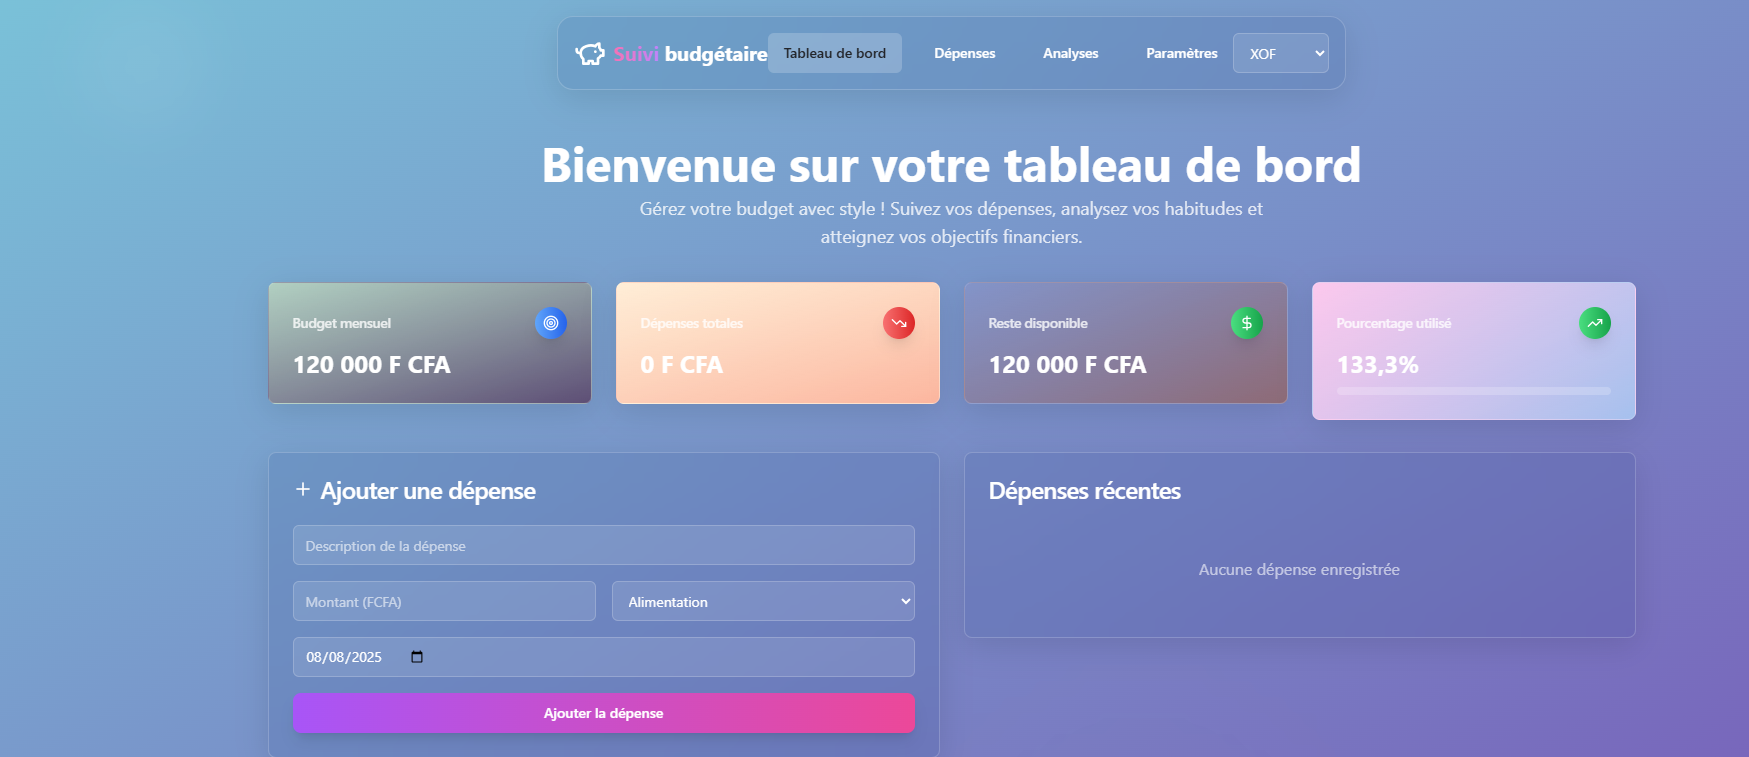 Suivi budgétaire Tableau de bord Dépenses Analyses Paramètres XOF
Bienvenue sur votre tableau de bord
Gérez votre budget avec style ! Suivez vos dépenses, analysez vos habitudes et
atteignez vos objectifs financiers.
Budget mensuel
120 000 F CFA
Dépenses totales
0 F CFA
Reste disponible
120 000 F CFA
Pourcentage utilisé
133,3%
Ajouter une dépense
Description de la dépense
Montant (FCFA) Alimentation
08/08/2025
Ajouter la dépense
Dépenses récentes
Aucune dépense enregistrée